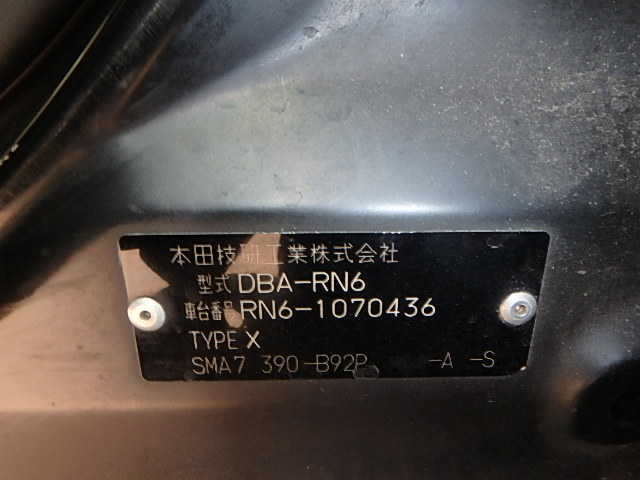 本田技研工業株式会社
型式 DBA-RN6
車台番号 RN6-1070436
TYPE X
SMA7 390-B92P -A -S